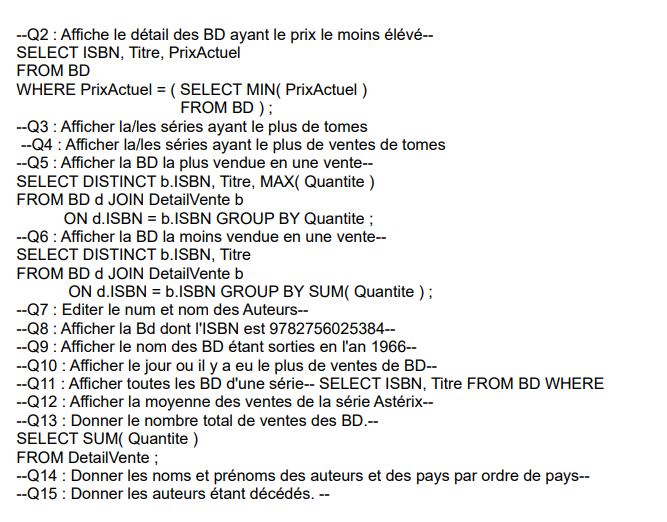 --Q2 : Affiche le détail des BD ayant le prix le moins élévé--
SELECT ISBN, Titre, PrixActuel
FROM BD
WHERE PrixActuel = ( SELECT MIN( PrixActuel )
FROM BD ) ;
--Q3 : Afficher la/les séries ayant le plus de tomes
--Q4 : Afficher la/les séries ayant le plus de ventes de tomes
--Q5 : Afficher la BD la plus vendue en une vente--
SELECT DISTINCT b.ISBN, Titre, MAX( Quantite )
FROM BD d JOIN DetailVente b
ON d.ISBN = b.ISBN GROUP BY Quantite ;
--Q6 : Afficher la BD la moins vendue en une vente--
SELECT DISTINCT b.ISBN, Titre
FROM BD d JOIN DetailVente b
ON d.ISBN = b.ISBN GROUP BY SUM( Quantite ) ;
--Q7 : Editer le num et nom des Auteurs--
--Q8 : Afficher la Bd dont l'ISBN est 9782756025384--
--Q9 : Afficher le nom des BD étant sorties en l'an 1966--
--Q10 : Afficher le jour ou il y a eu le plus de ventes de BD--
--Q11 : Afficher toutes les BD d'une série-- SELECT ISBN, Titre FROM BD WHERE
--Q12 : Afficher la moyenne des ventes de la série Astérix--
--Q13 : Donner le nombre total de ventes des BD.--
SELECT SUM( Quantite )
FROM DetailVente ;
--Q14 : Donner les noms et prénoms des auteurs et des pays par ordre de pays--
--Q15 : Donner les auteurs étant décédés. --